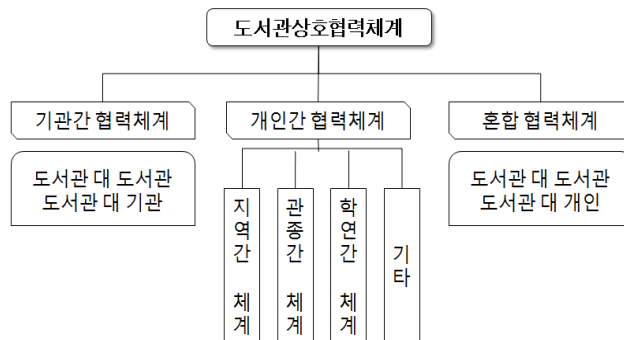 도서관상호협력체계
기관간 협력체계
개인간 협력체계
혼합 협력체계
도서관 대 도서관
도서관 대 기관
지역간 체계
관종간 체계
학연간 체계
기타
도서관 대 도서관
도서관 대 개인